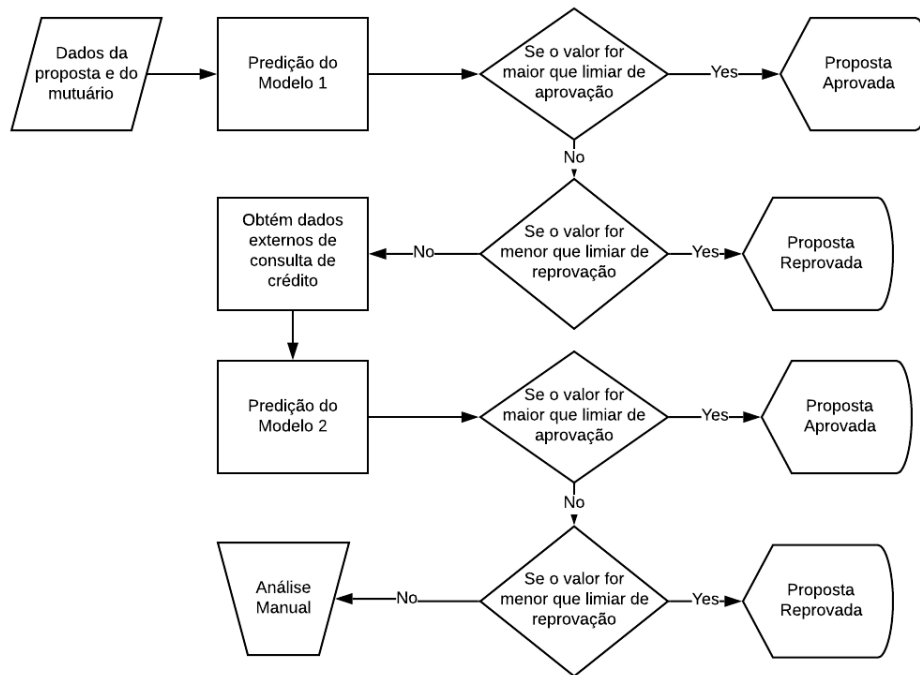 Dados da
proposta e do
mutuário
Predição do
Modelo 1
Se o valor for
maior que limiar de
aprovação
Yes
Proposta
Aprovada
No
Obtém dados
externos de
consulta de
crédito
No
Se o valor for
menor que limiar de
reprovação
Yes
Proposta
Reprovada
Predição do
Modelo 2
Se o valor for
maior que limiar de
aprovação
Yes
Proposta
Aprovada
No
Análise
Manual
No
Se o valor for
menor que limiar de
reprovação
Yes
Proposta
Reprovada